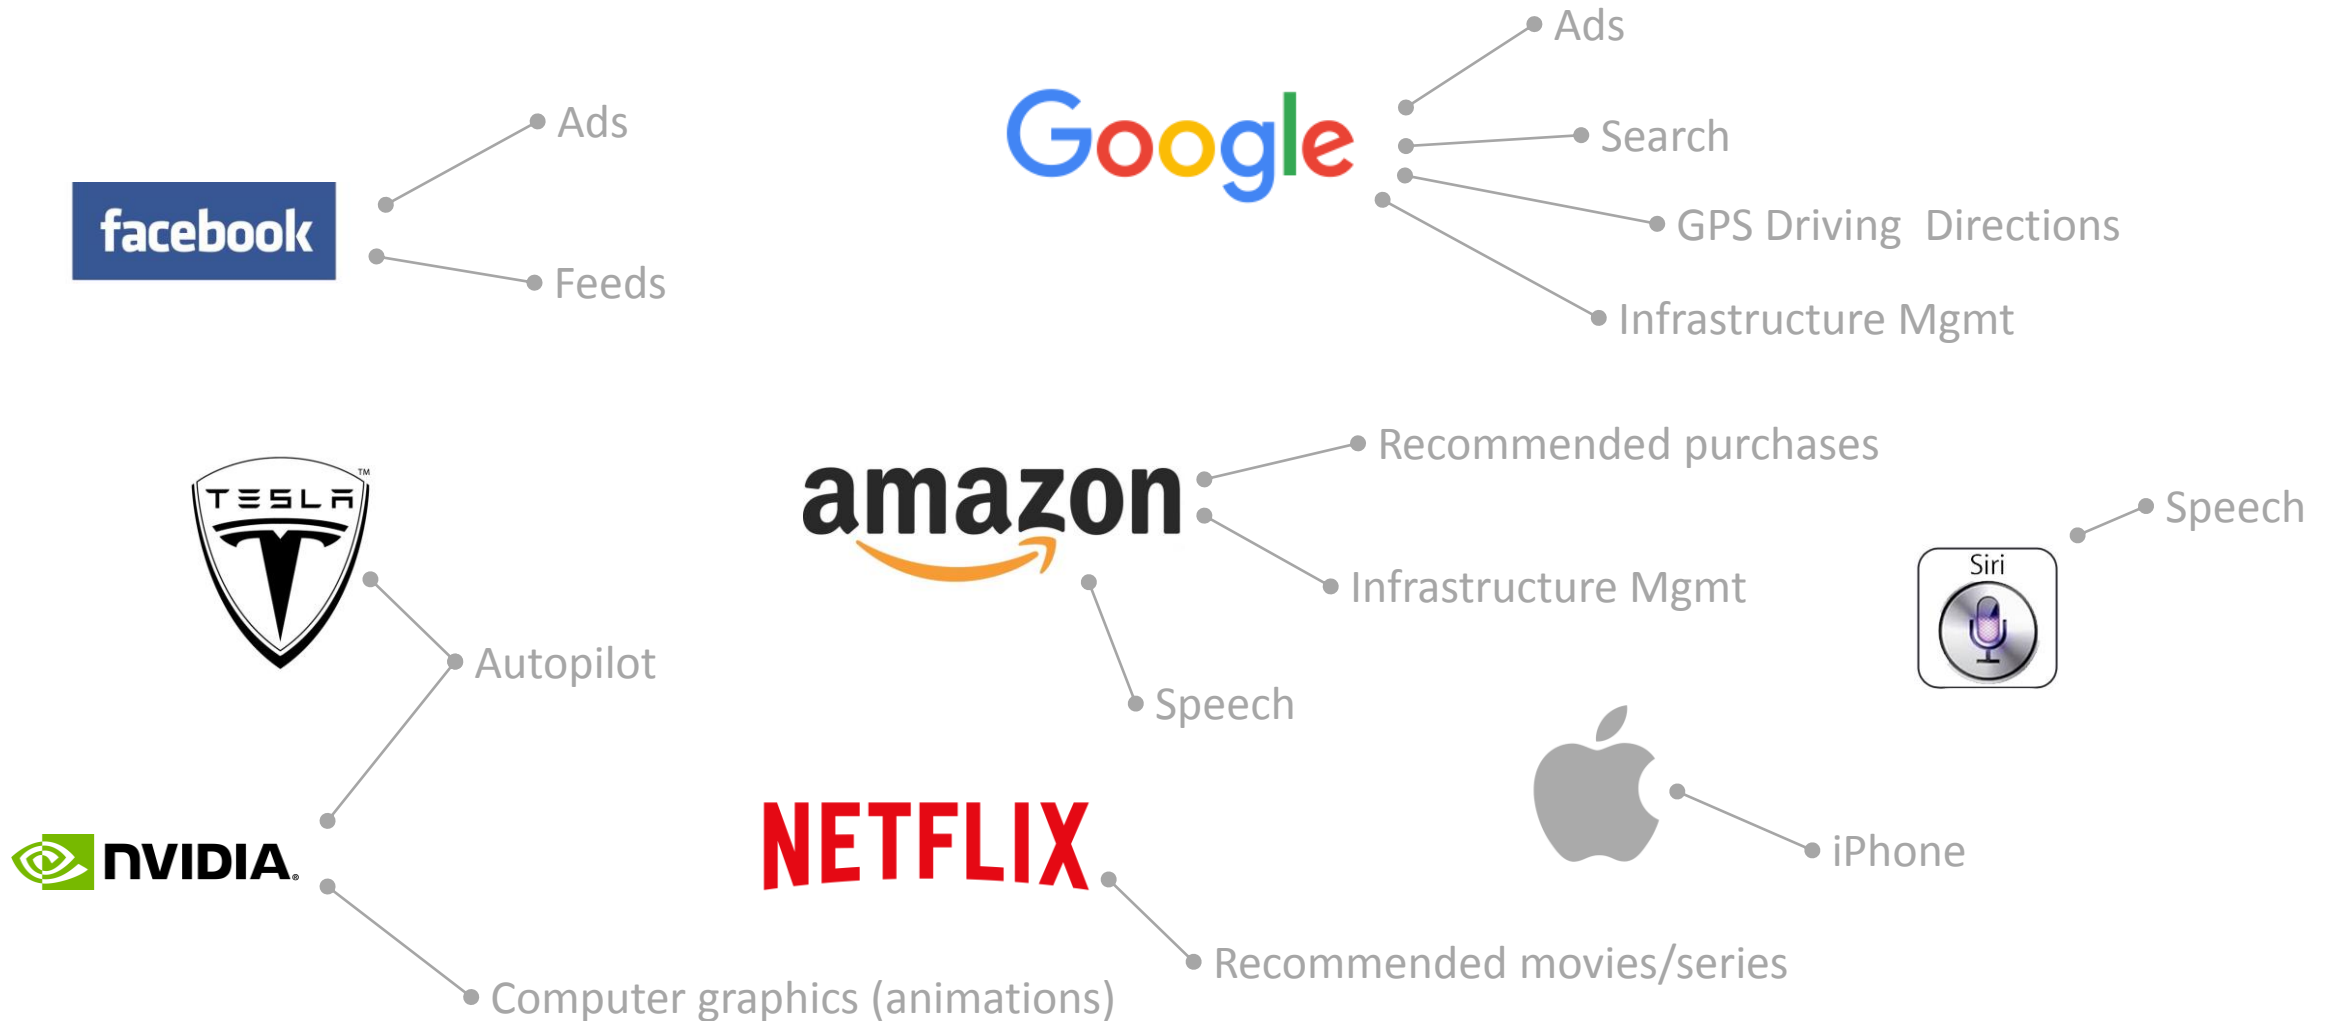 Ads
Google
Search
GPS Driving  Directions
Infrastructure Mgmt
Ads
facebook
Feeds
TESLA
TM
Autopilot
amazon
Recommended purchases
Infrastructure Mgmt
Speech
Speech
Siri
NVIDIA®
Computer graphics (animations)
NETFLIX
Recommended movies/series
iPhone